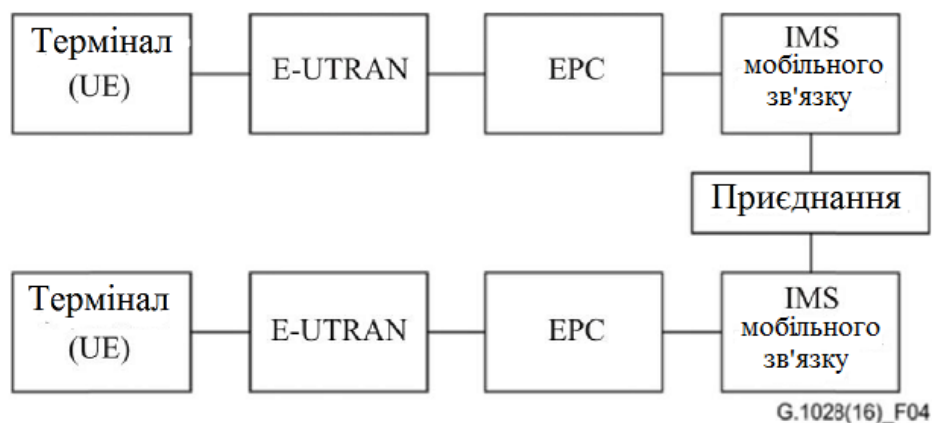 Термінал
(UE)
E-UTRAN
EPC
IMS
мобільного
зв'язку
Приєднання
Термінал
(UE)
E-UTRAN
EPC
IMS
мобільного
зв'язку
G.1028(16)_F04